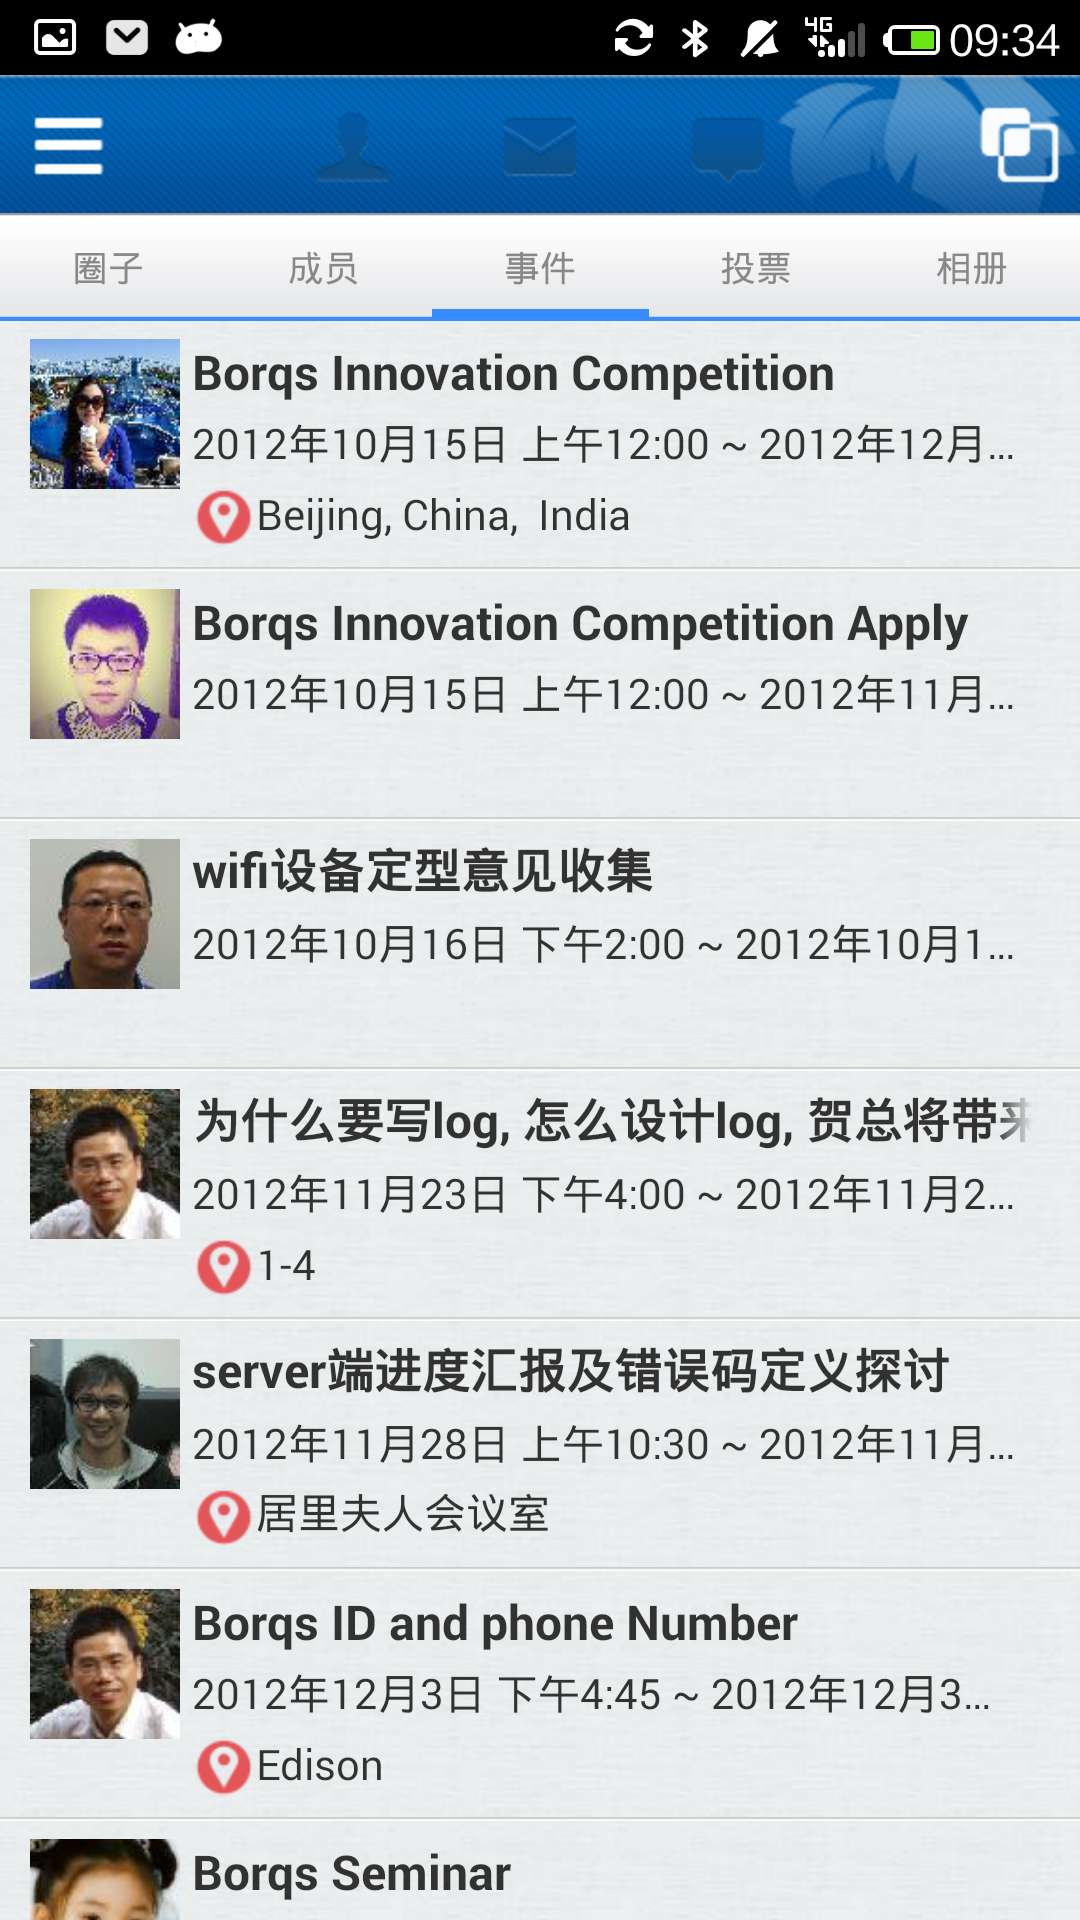 4G 09:34
圈子 成员 事件 投票 相册
Borqs Innovation Competition
2012年10月15日 上午12:00 ~ 2012年12月...
Beijing, China,  India
Borqs Innovation Competition Apply
2012年10月15日 上午12:00 ~ 2012年11月...
wifi设备定型意见收集
2012年10月16日 下午2:00 ~ 2012年10月1...
为什么要写log, 怎么设计log, 贺总将带来
2012年11月23日 下午4:00 ~ 2012年11月2...
1-4
server端进度汇报及错误码定义探讨
2012年11月28日 上午10:30 ~ 2012年11月...
居里夫人会议室
Borqs ID and phone Number
2012年12月3日 下午4:45 ~ 2012年12月3...
Edison
Borqs Seminar